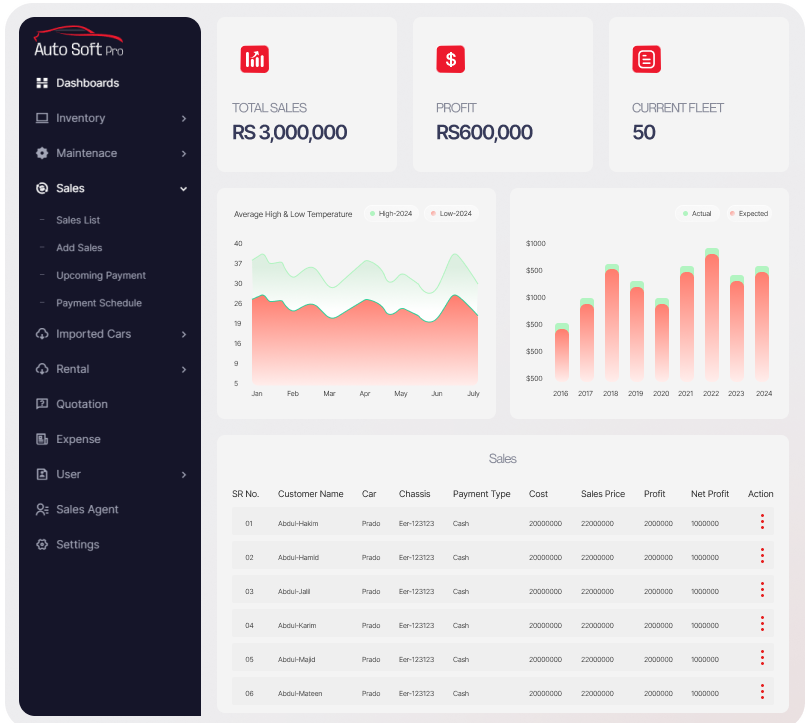 Auto Soft Pro
Dashboards
Inventory
Maintenace
Sales
Sales List
Add Sales
Upcoming Payment
Payment Schedule
Imported Cars
Rental
Quotation
Expense
User
Sales Agent
Settings
TOTAL SALES
RS 3,000,000
PROFIT
RS600,000
CURRENT FLEET
50
Average High & Low Temperature High-2024 Low-2024
40
37
30
26
19
16
9
5
Jan Feb Mar Apr May Jun July
Actual Expected
$1000
$500
$1000
$500
$500
$500
2016 2017 2018 2019 2020 2021 2022 2023 2024
Sales
SR No. Customer Name Car Chassis Payment Type Cost Sales Price Profit Net Profit Action
01 Abdul-Hakim Prado Eer-123123 Cash 20000000 22000000 2000000 1000000
02 Abdul-Hamid Prado Eer-123123 Cash 20000000 22000000 2000000 1000000
03 Abdul-Jalil Prado Eer-123123 Cash 20000000 22000000 2000000 1000000
04 Abdul-Karim Prado Eer-123123 Cash 20000000 22000000 2000000 1000000
05 Abdul-Majid Prado Eer-123123 Cash 20000000 22000000 2000000 1000000
06 Abdul-Mateen Prado Eer-123123 Cash 20000000 22000000 2000000 1000000